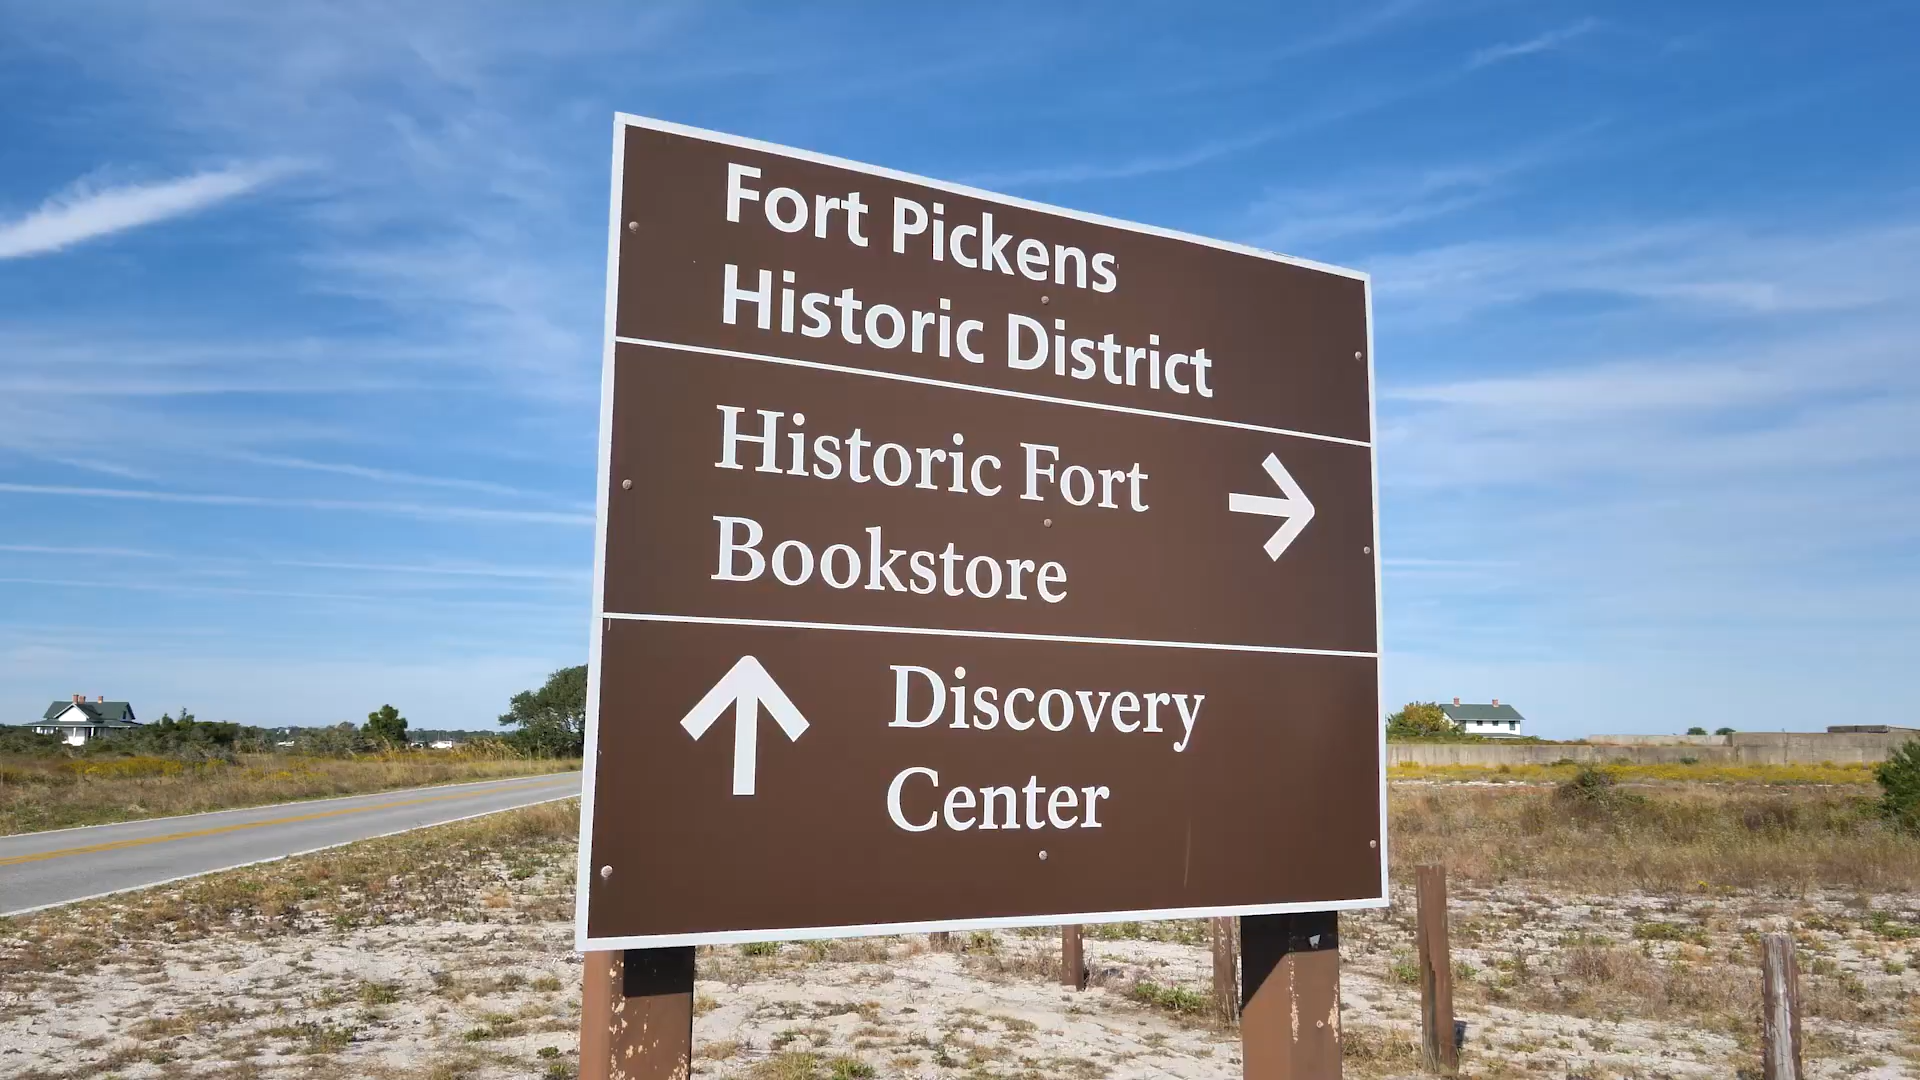 Fort Pickens
Historic District
Historic Fort
Bookstore
Discovery
Center